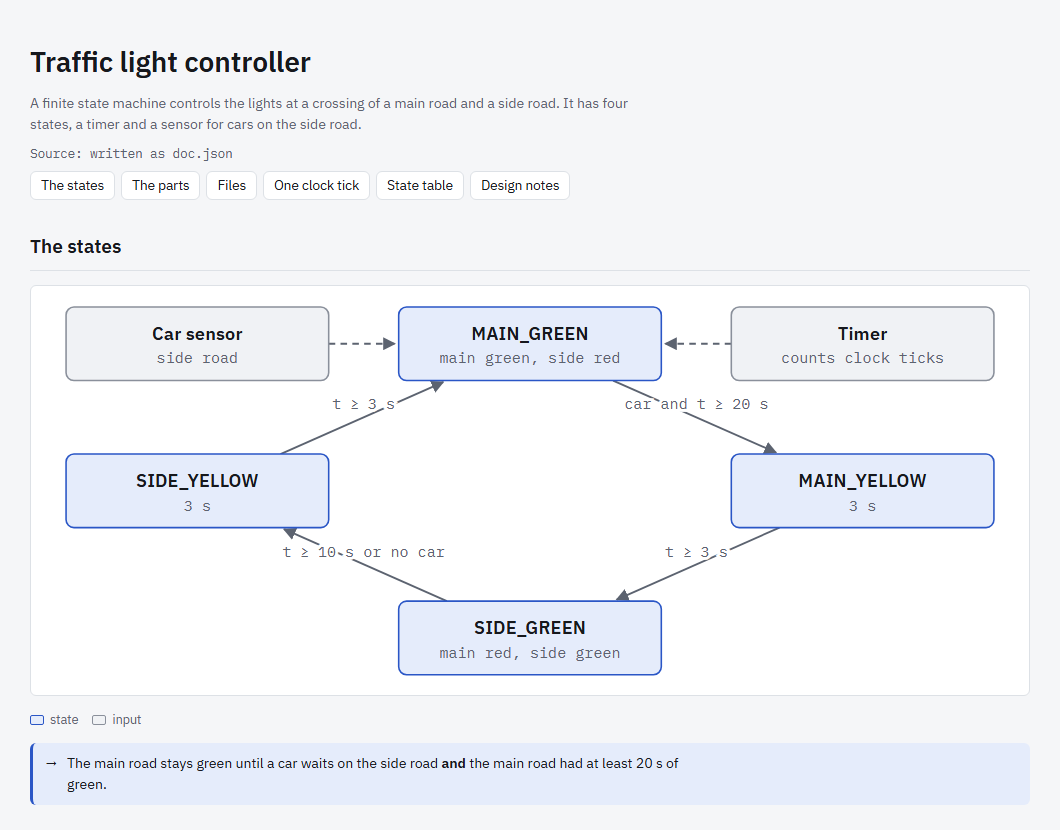 Traffic light controller
A finite state machine controls the lights at a crossing of a main road and a side road. It has four
states, a timer and a sensor for cars on the side road.
Source: written as doc.json
The states
The parts
Files
One clock tick
State table
Design notes
The states
Car sensor
side road
MAIN_GREEN
main green, side red
Timer
counts clock ticks
t ≥ 3 s
car and t ≥ 20 s
SIDE_YELLOW
3 s
MAIN_YELLOW
3 s
t ≥ 10 s or no car
t ≥ 3 s
SIDE_GREEN
main red, side green
state
input
→ The main road stays green until a car waits on the side road and the main road had at least 20 s of
green.